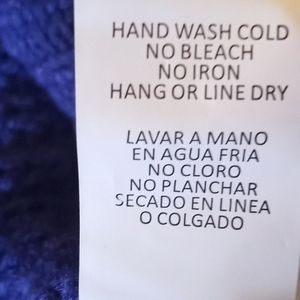 HAND WASH COLD
NO BLEACH
NO IRON
HANG OR LINE DRY
LAVAR A MANO
EN AGUA FRIA
NO CLORO
NO PLANCHAR
SECADO EN LINEA
O COLGADO